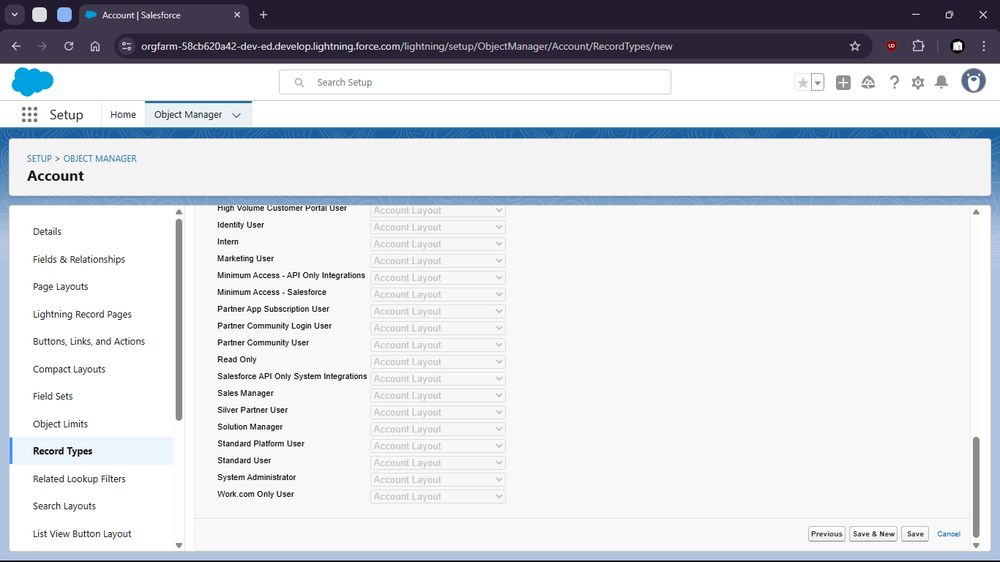 Account | Salesforce
orgfarm-58cb620a42-dev-ed.develop.lightning.force.com/lightning/setup/ObjectManager/Account/RecordTypes/new
Search Setup
Setup
Home
Object Manager
SETUP > OBJECT MANAGER
Account
Details
Fields & Relationships
Page Layouts
Lightning Record Pages
Buttons, Links, and Actions
Compact Layouts
Field Sets
Object Limits
Record Types
Related Lookup Filters
Search Layouts
List View Button Layout
High Volume Customer Portal User Account Layout
Identity User Account Layout
Intern Account Layout
Marketing User Account Layout
Minimum Access - API Only Integrations Account Layout
Minimum Access - Salesforce Account Layout
Partner App Subscription User Account Layout
Partner Community Login User Account Layout
Partner Community User Account Layout
Read Only Account Layout
Salesforce API Only System Integrations Account Layout
Sales Manager Account Layout
Silver Partner User Account Layout
Solution Manager Account Layout
Standard Platform User Account Layout
Standard User Account Layout
System Administrator Account Layout
Work.com Only User Account Layout
Previous Save & New Save Cancel